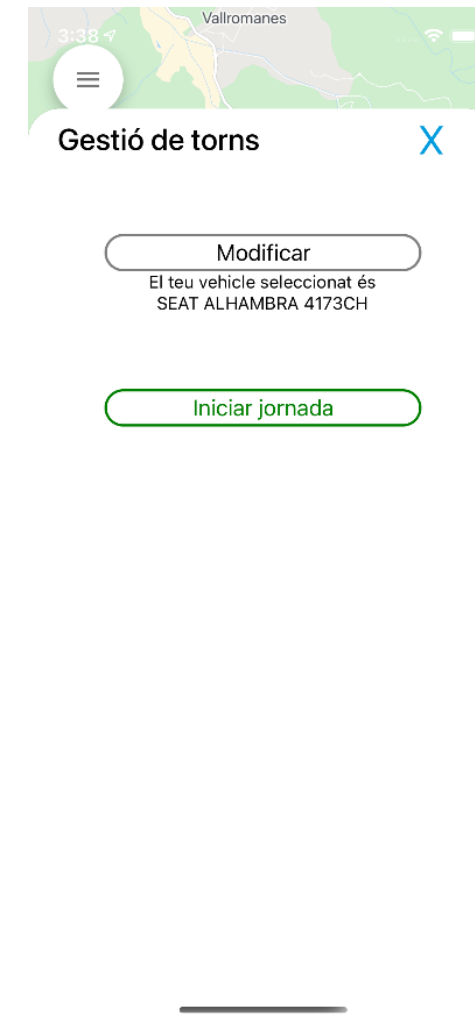 Vallromanes
3:38
Gestió de torns
X
Modificar
El teu vehicle seleccionat és
SEAT ALHAMBRA 4173CH
Iniciar jornada